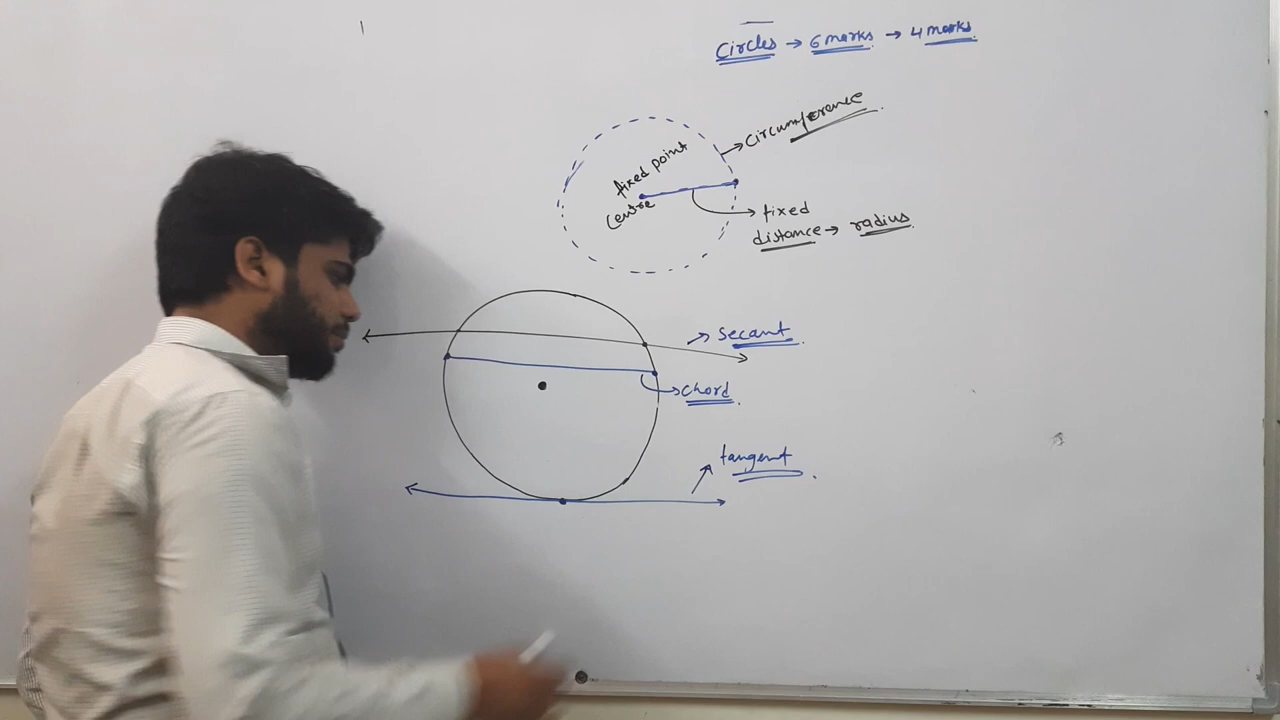 Circles → 6 marks → 4 marks
→ circumference
fixed point
centre
→ fixed
distance → radius
→ secant
→ chord
tangent